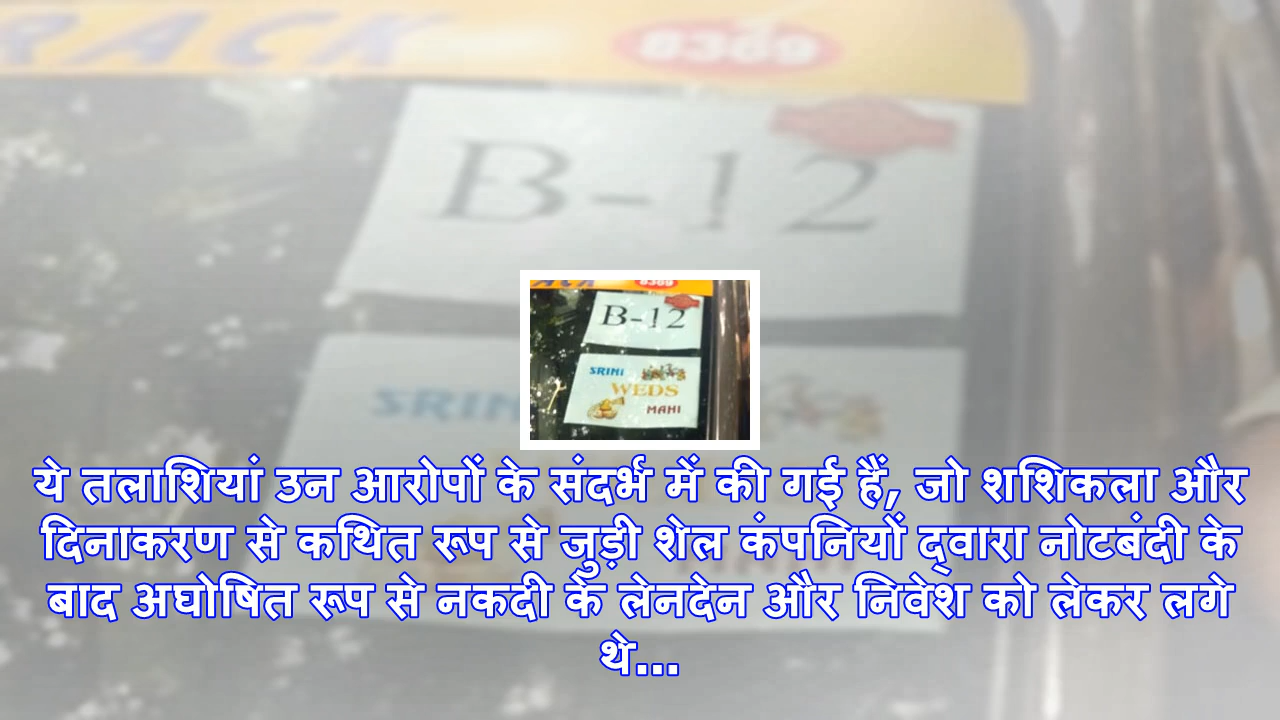 RACK
8369
B-12
SRINI
WEDS
MAHI
ये तलाशियां उन आरोपों के संदर्भ में की गई हैं, जो शशिकला और
दिनाकरण से कथित रूप से जुड़ी शेल कंपनियों द्वारा नोटबंदी के
बाद अघोषित रूप से नकदी के लेनदेन और निवेश को लेकर लगे
थे...